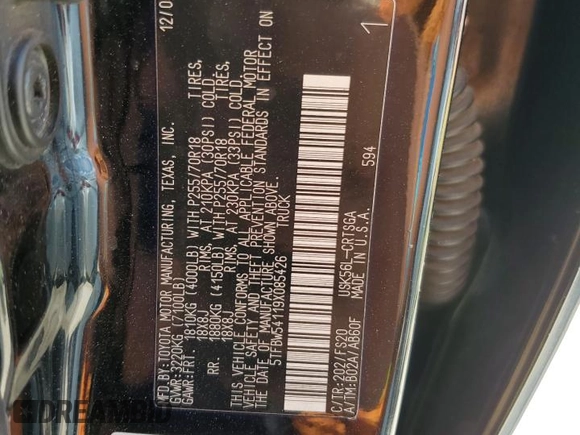 MFD.BY:TOYOTA MOTOR MANUFACTURING, TEXAS, INC. 12/0
GVWR:3220KG(7100LB)
GAWR:FRT. 1810KG (4000LB) WITH P255/70R18 TIRES,
18X8J RIMS, AT 210KPA (30PSI) COLD.
RR. 1880KG (4150LB) WITH P255/70R18 TIRES,
18X8J RIMS, AT 230KPA (33PSI) COLD.
THIS VEHICLE CONFORMS TO ALL APPLICABLE FEDERAL MOTOR
VEHICLE SAFETY AND THEFT PREVENTION STANDARDS IN
EFFECT ON THE DATE OF MANUFACTURE SHOWN ABOVE.
5TFBW54119X085426 TRUCK
1
594
C/TR:202/FS20 USK56L-CRTSGA
A/TM:B02A/AB60F MADE IN U.S.A.
DREAMBID